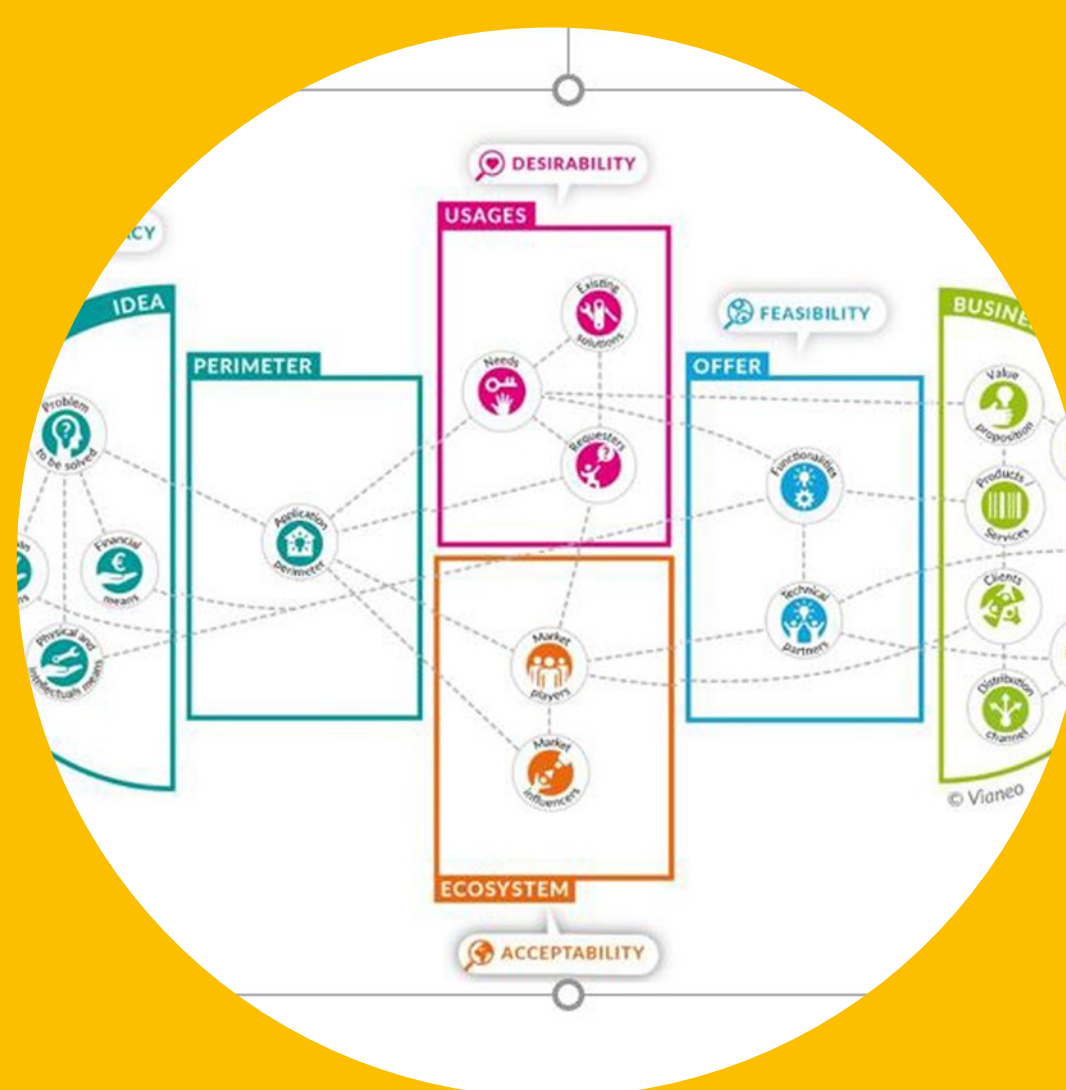 DESIRABILITY
ACY
USAGES
IDEA
Existing
solutions
FEASIBILITY
BUSINE
PERIMETER
Needs
OFFER
Value
proposition
Problem
to be solved
Requesters
Functionalities
Products /
Services
Application
perimeter
Financial
means
Technical
partners
Clients
Physical and
intellectuals means
Market
players
Distribution
channel
Market
influencers
© Vianeo
ECOSYSTEM
ACCEPTABILITY